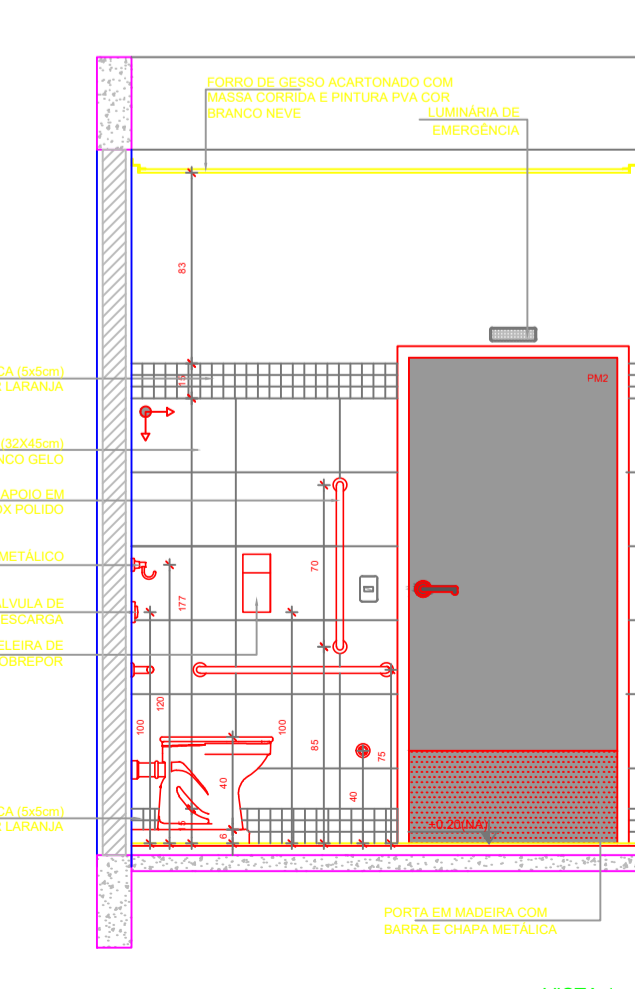 FORRO DE GESSO ACARTONADO COM
MASSA CORRIDA E PINTURA PVA COR
BRANCO NEVE
LUMINÁRIA DE
EMERGÊNCIA
83
CA (5x5cm)
R LARANJA
15
PM2
(32X45cm)
NCO GELO
APOIO EM
OX POLIDO
METÁLICO
70
ÁLVULA DE
ESCARGA
177
ELEIRA DE
OBREPOR
120
100
100
85
75
40
40
CA (5x5cm)
R LARANJA
15
6
+0.20(NA)
PORTA EM MADEIRA COM
BARRA E CHAPA METÁLICA